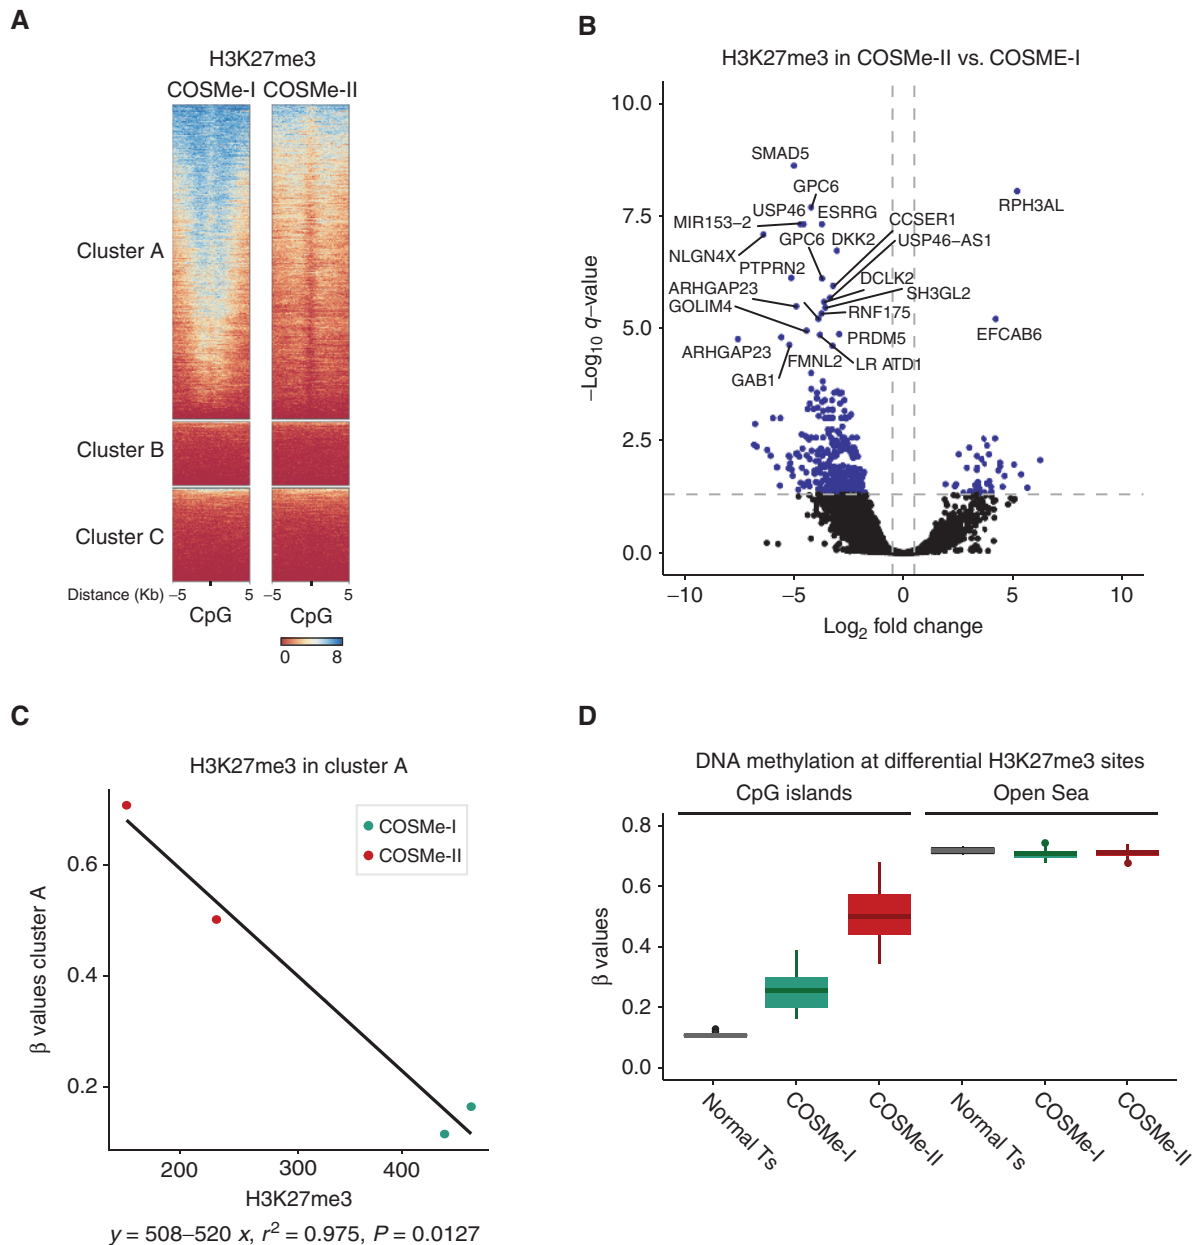 A
H3K27me3
COSMe-I COSMe-II
Cluster A
Cluster B
Cluster C
Distance (Kb) –5 5 –5 5
CpG CpG
0 8
B
H3K27me3 in COSMe-II vs. COSME-I
–Log10 q-value
10.0
7.5
5.0
2.5
0.0
SMAD5
GPC6
RPH3AL
USP46 ESRRG
MIR153–2
CCSER1
NLGN4X
GPC6 DKK2
USP46–AS1
PTPRN2
DCLK2
ARHGAP23
SH3GL2
GOLIM4
RNF175
EFCAB6
PRDM5
ARHGAP23
FMNL2
LR ATD1
GAB1
–10 –5 0 5 10
Log2 fold change
C
H3K27me3 in cluster A
COSMe-I
COSMe-II
β values cluster A
0.6
0.4
0.2
200 300 400
H3K27me3
y = 508–520 x, r2 = 0.975, P = 0.0127
D
DNA methylation at differential H3K27me3 sites
CpG islands Open Sea
β values
0.8
0.6
0.4
0.2
0.0
Normal Ts
COSMe-I
COSMe-II
Normal Ts
COSMe-I
COSMe-II